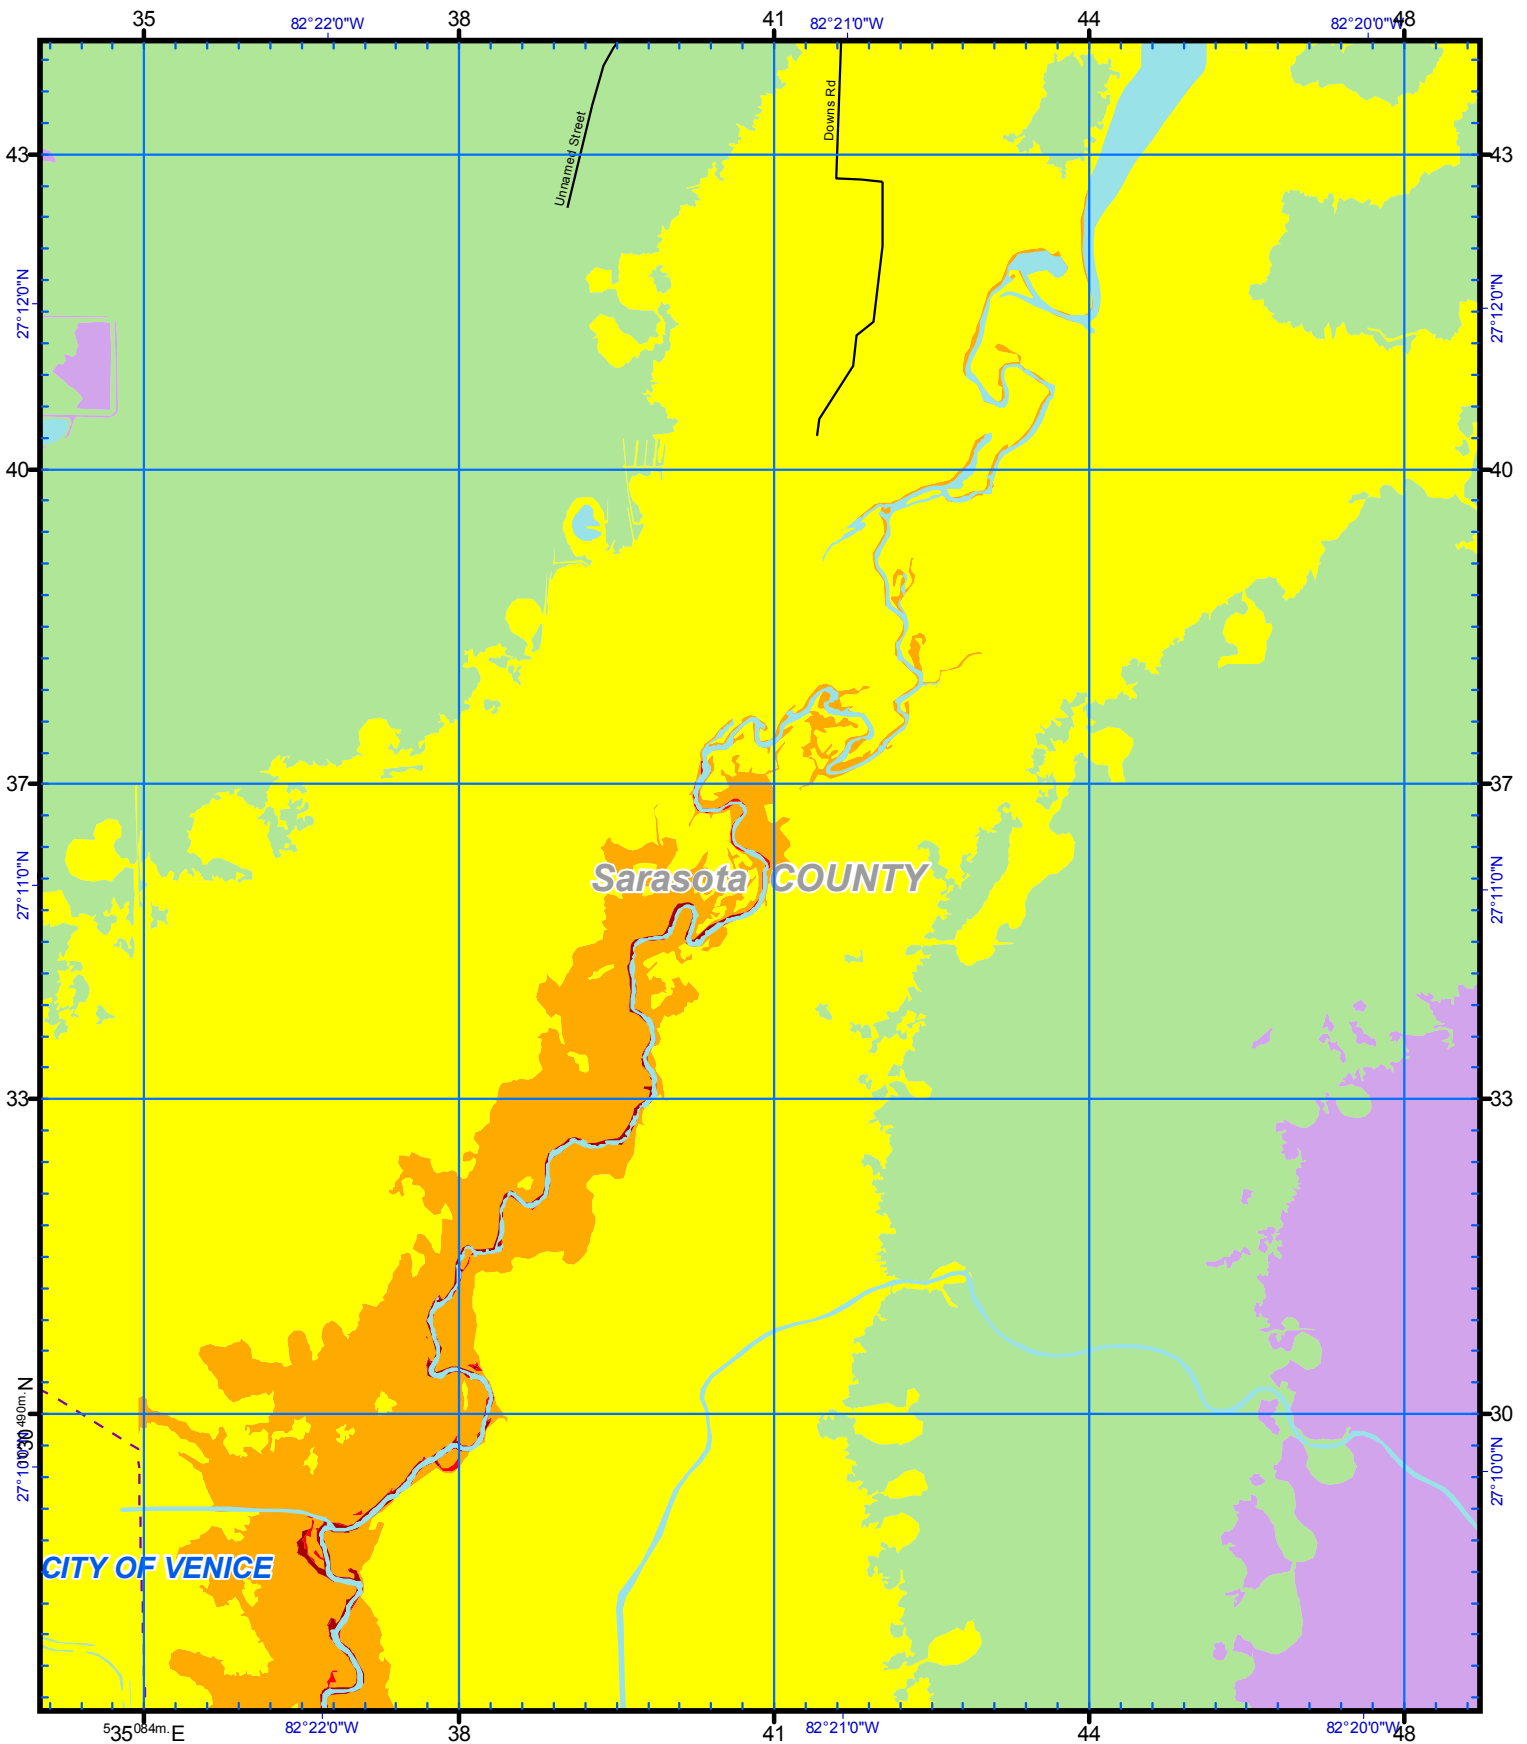 35 38 41 44 48
82°22'0"W 82°21'0"W 82°20'0"W
Unnamed Street
Downs Rd
43 43
27°12'0"N 27°12'0"N
40 40
37 37
Sarasota COUNTY
27°11'0"N 27°11'0"N
33 33
30 490m. N 30
27°10'0"N 27°10'0"N
CITY OF VENICE
5 35 084m. E 38 41 44 48
82°22'0"W 82°21'0"W 82°20'0"W